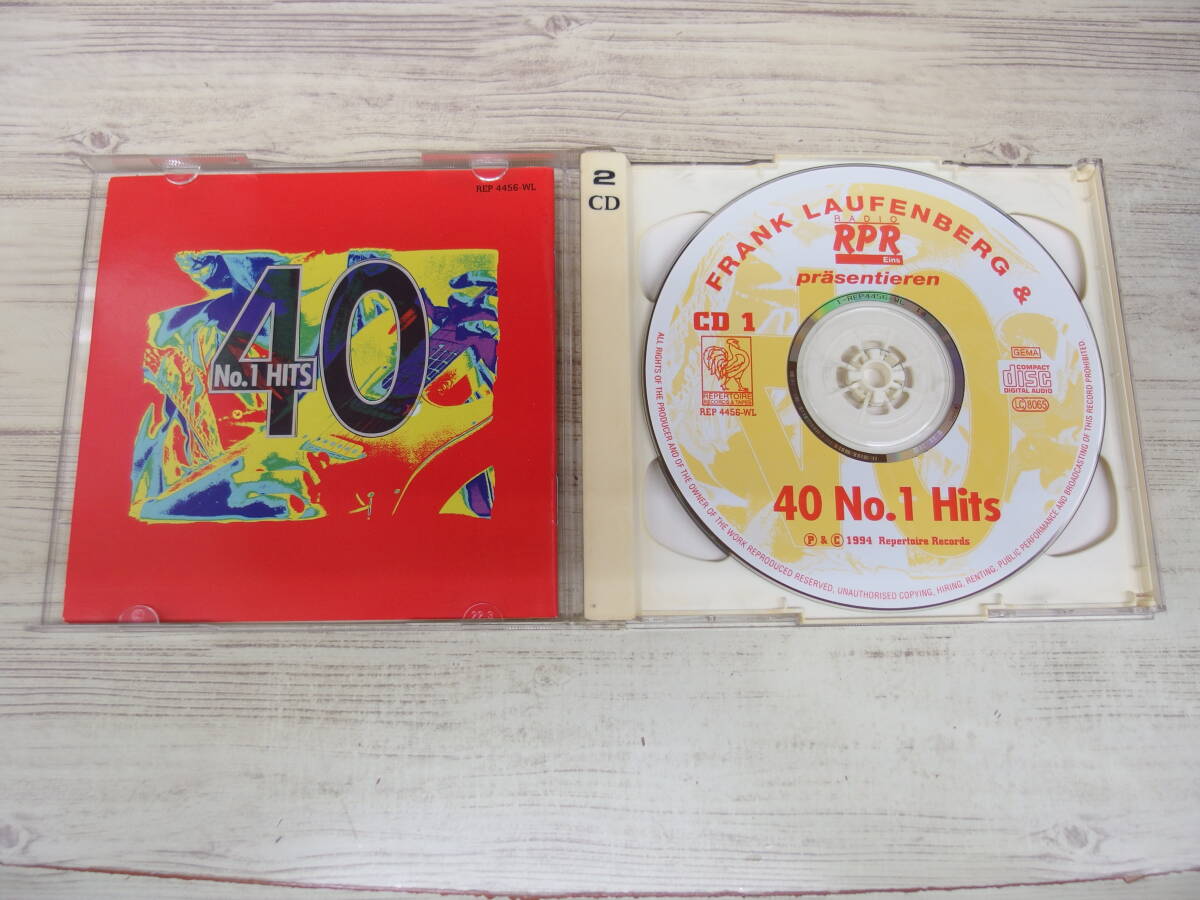 REP 4456-WL
40
No.1 HITS
2
CD
FRANK LAUFENBERG &
RADIO
RPR
Eins
präsentieren
1-REP4456-WL
CD 1
REPERTOIRE
REP 4456-WL
GEMA
COMPACT
disc
DIGITAL AUDIO
LC 8065
40 No.1 Hits
P & C 1994 Repertoire Records
ALL RIGHTS OF THE PRODUCER AND OF THE OWNER OF THE WORK REPRODUCED RESERVED. UNAUTHORISED COPYING, HIRING, RENTING, PUBLIC PERFORMANCE AND BROADCASTING OF THIS RECORD PROHIBITED.